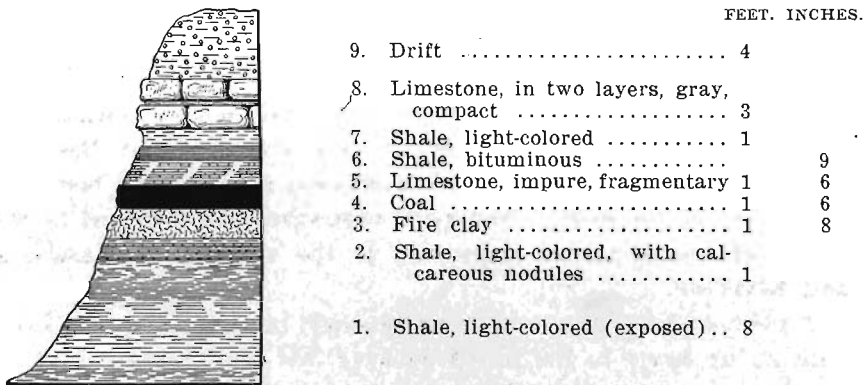 FEET. INCHES.
9. Drift ........................ 4
8. Limestone, in two layers, gray,
compact .................. 3
7. Shale, light-colored .......... 1
6. Shale, bituminous ........... 9
5. Limestone, impure, fragmentary 1 6
4. Coal ......................... 1 6
3. Fire clay .................... 1 8
2. Shale, light-colored, with cal-
careous nodules ............ 1
1. Shale, light-colored (exposed) .. 8